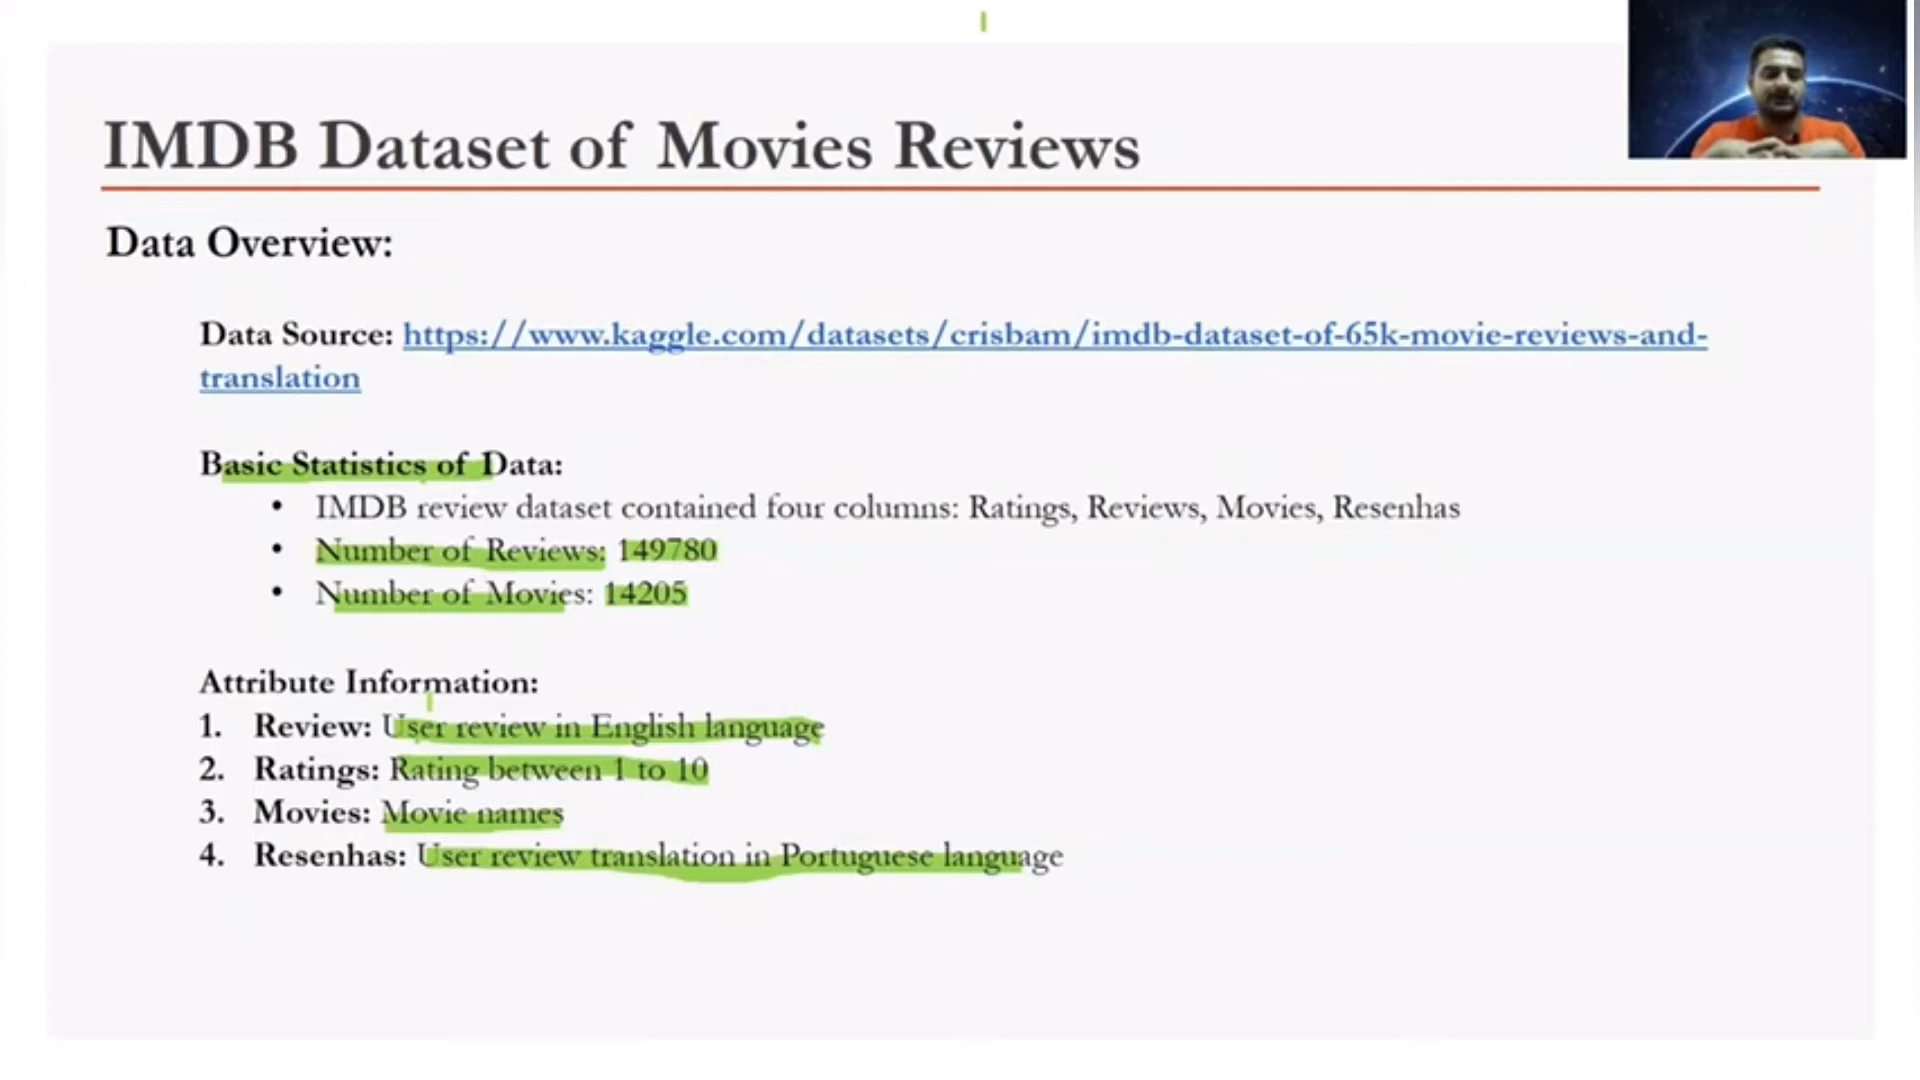 IMDB Dataset of Movies Reviews
Data Overview:
Data Source: https://www.kaggle.com/datasets/crisbam/imdb-dataset-of-65k-movie-reviews-and-
translation
Basic Statistics of Data:
• IMDB review dataset contained four columns: Ratings, Reviews, Movies, Resenhas
• Number of Reviews: 149780
• Number of Movies: 14205
Attribute Information:
1. Review: User review in English language
2. Ratings: Rating between 1 to 10
3. Movies: Movie names
4. Resenhas: User review translation in Portuguese language